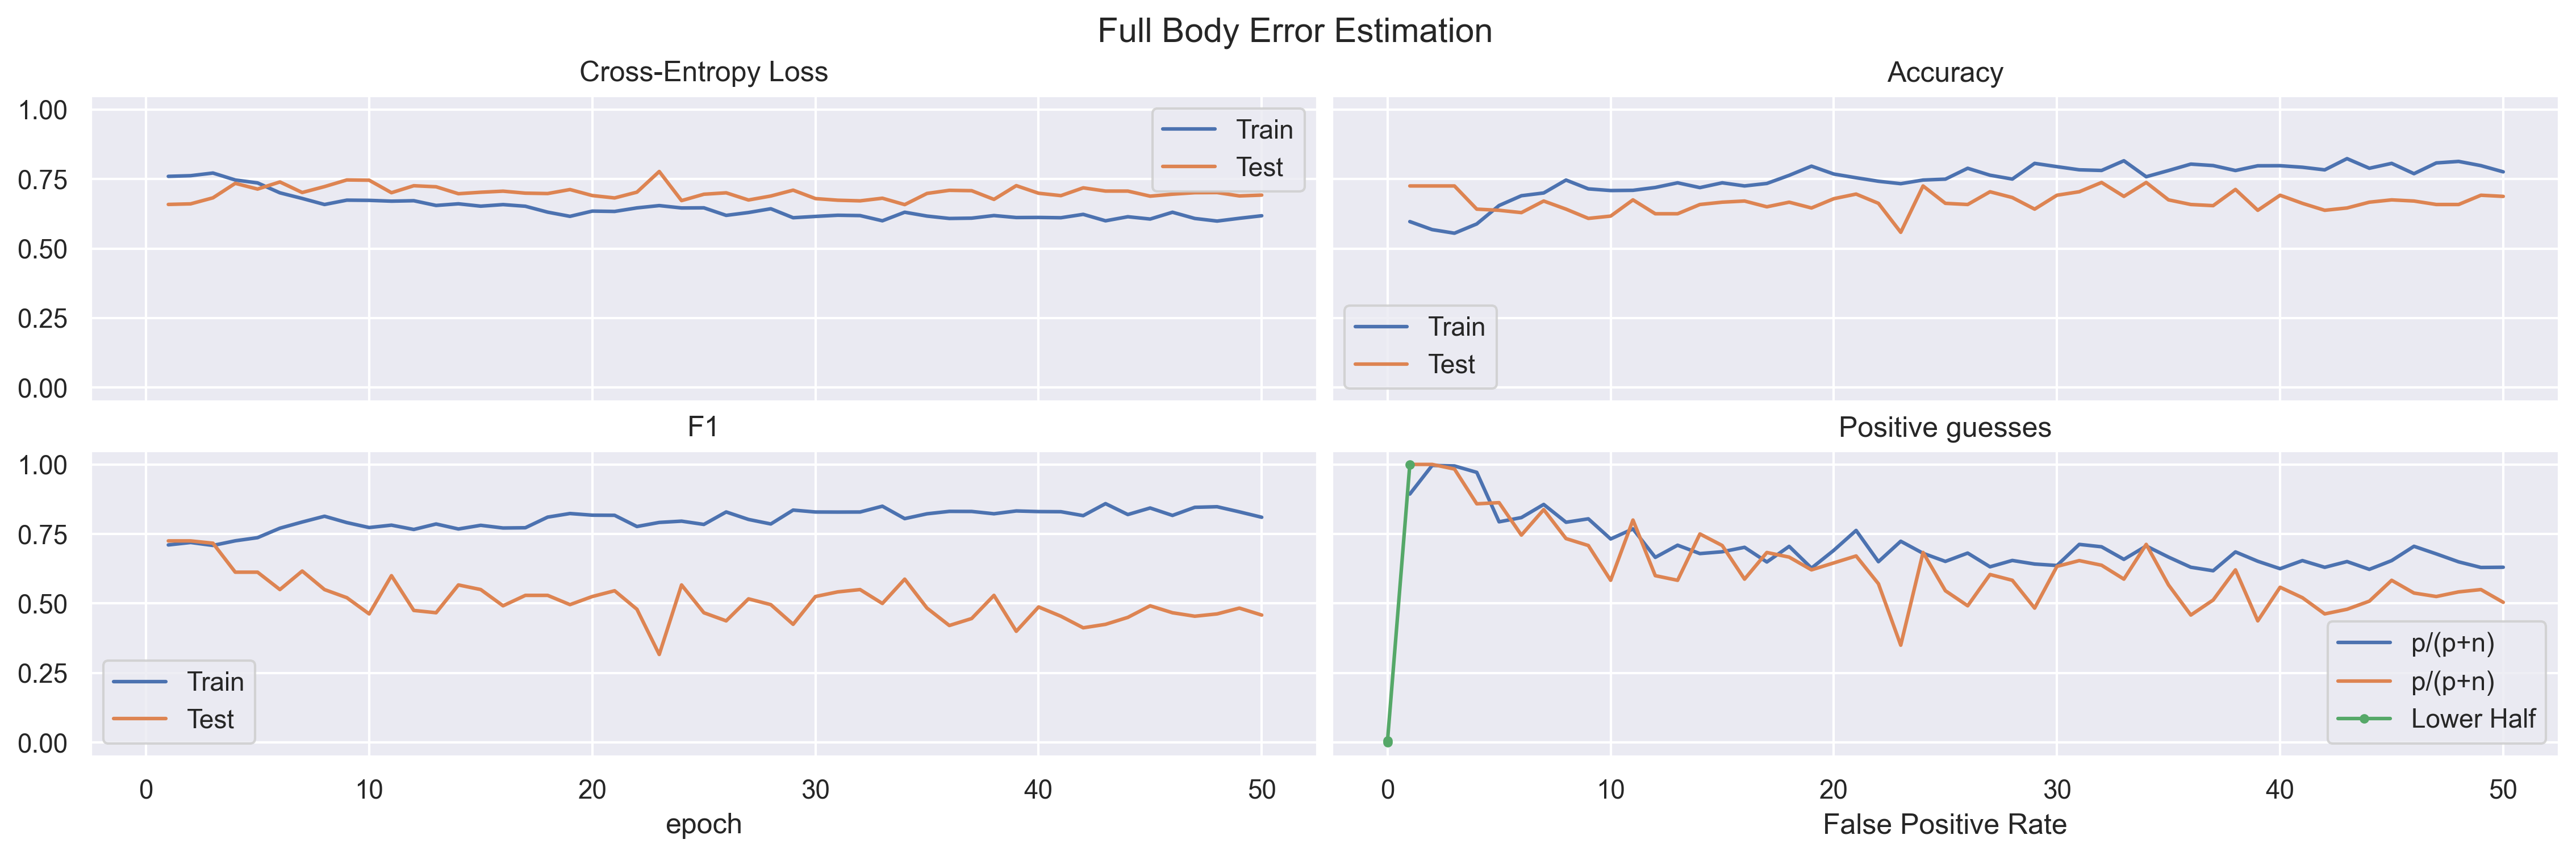 Full Body Error Estimation
Cross-Entropy Loss
1.00
0.75
0.50
0.25
0.00
Train
Test
Accuracy
Train
Test
F1
1.00
0.75
0.50
0.25
0.00
Train
Test
0 10 20 30 40 50
epoch
Positive guesses
p/(p+n)
p/(p+n)
Lower Half
0 10 20 30 40 50
False Positive Rate